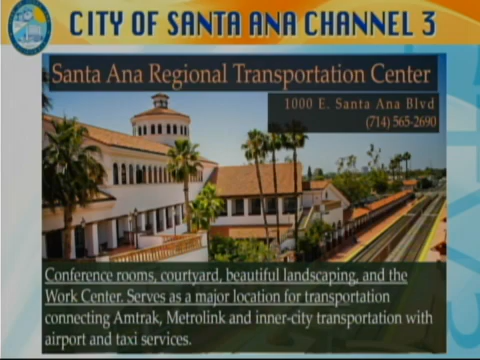 CITY OF SANTA ANA CHANNEL 3
Santa Ana Regional Transportation Center
1000 E. Santa Ana Blvd
(714) 565-2690
Conference rooms, courtyard, beautiful landscaping, and the
Work Center. Serves as a major location for transportation
connecting Amtrak, Metrolink and inner-city transportation with
airport and taxi services.